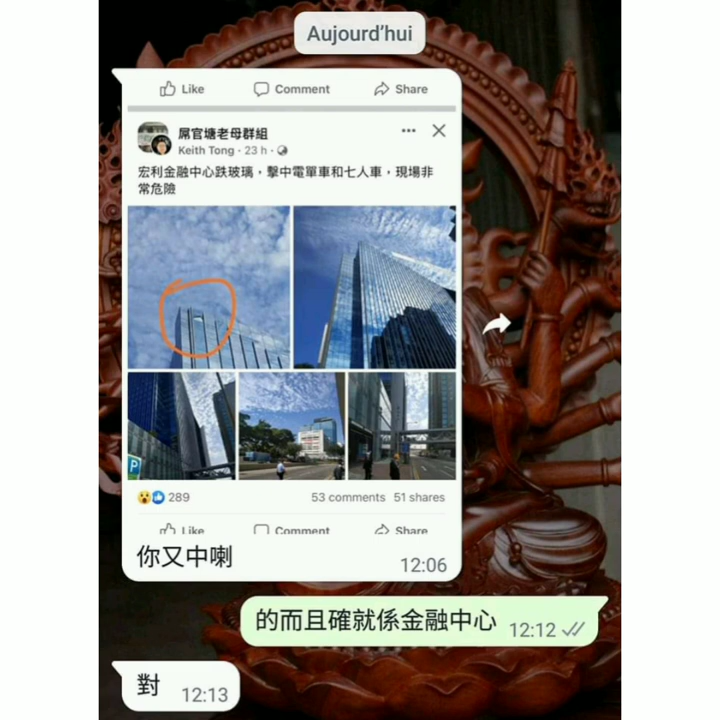 Aujourd'hui
Like Comment Share
屌官塘老母群組
Keith Tong · 23 h ·
宏利金融中心跌玻璃，擊中電單車和七人車，現場非
常危險
P
289 53 comments 51 shares
Like Comment Share
你又中喇 12:06
的而且確就係金融中心 12:12
對 12:13